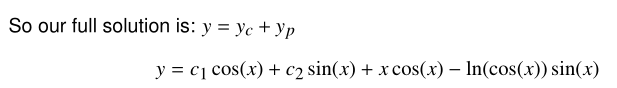 So our full solution is: y = y_c + y_p
y = c_1 cos(x) + c_2 sin(x) + x cos(x) − ln(cos(x)) sin(x)